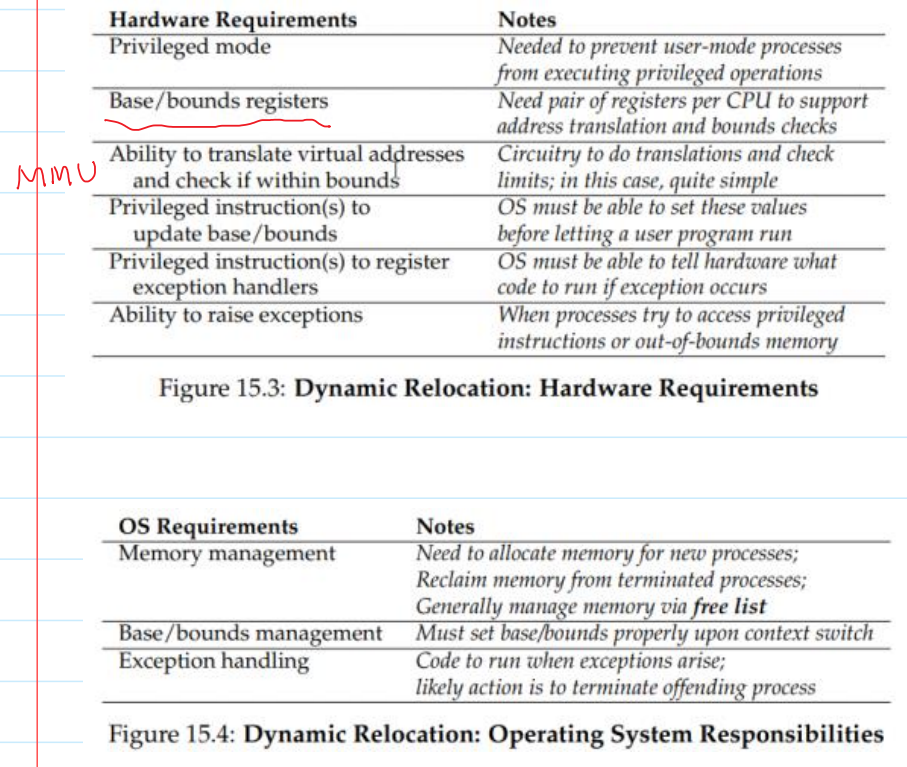 Hardware Requirements Notes
Privileged mode Needed to prevent user-mode processes
from executing privileged operations
Base/bounds registers Need pair of registers per CPU to support
address translation and bounds checks
MMU Ability to translate virtual addresses Circuitry to do translations and check
and check if within bounds limits; in this case, quite simple
Privileged instruction(s) to OS must be able to set these values
update base/bounds before letting a user program run
Privileged instruction(s) to register OS must be able to tell hardware what
exception handlers code to run if exception occurs
Ability to raise exceptions When processes try to access privileged
instructions or out-of-bounds memory
Figure 15.3: Dynamic Relocation: Hardware Requirements
OS Requirements Notes
Memory management Need to allocate memory for new processes;
Reclaim memory from terminated processes;
Generally manage memory via free list
Base/bounds management Must set base/bounds properly upon context switch
Exception handling Code to run when exceptions arise;
likely action is to terminate offending process
Figure 15.4: Dynamic Relocation: Operating System Responsibilities